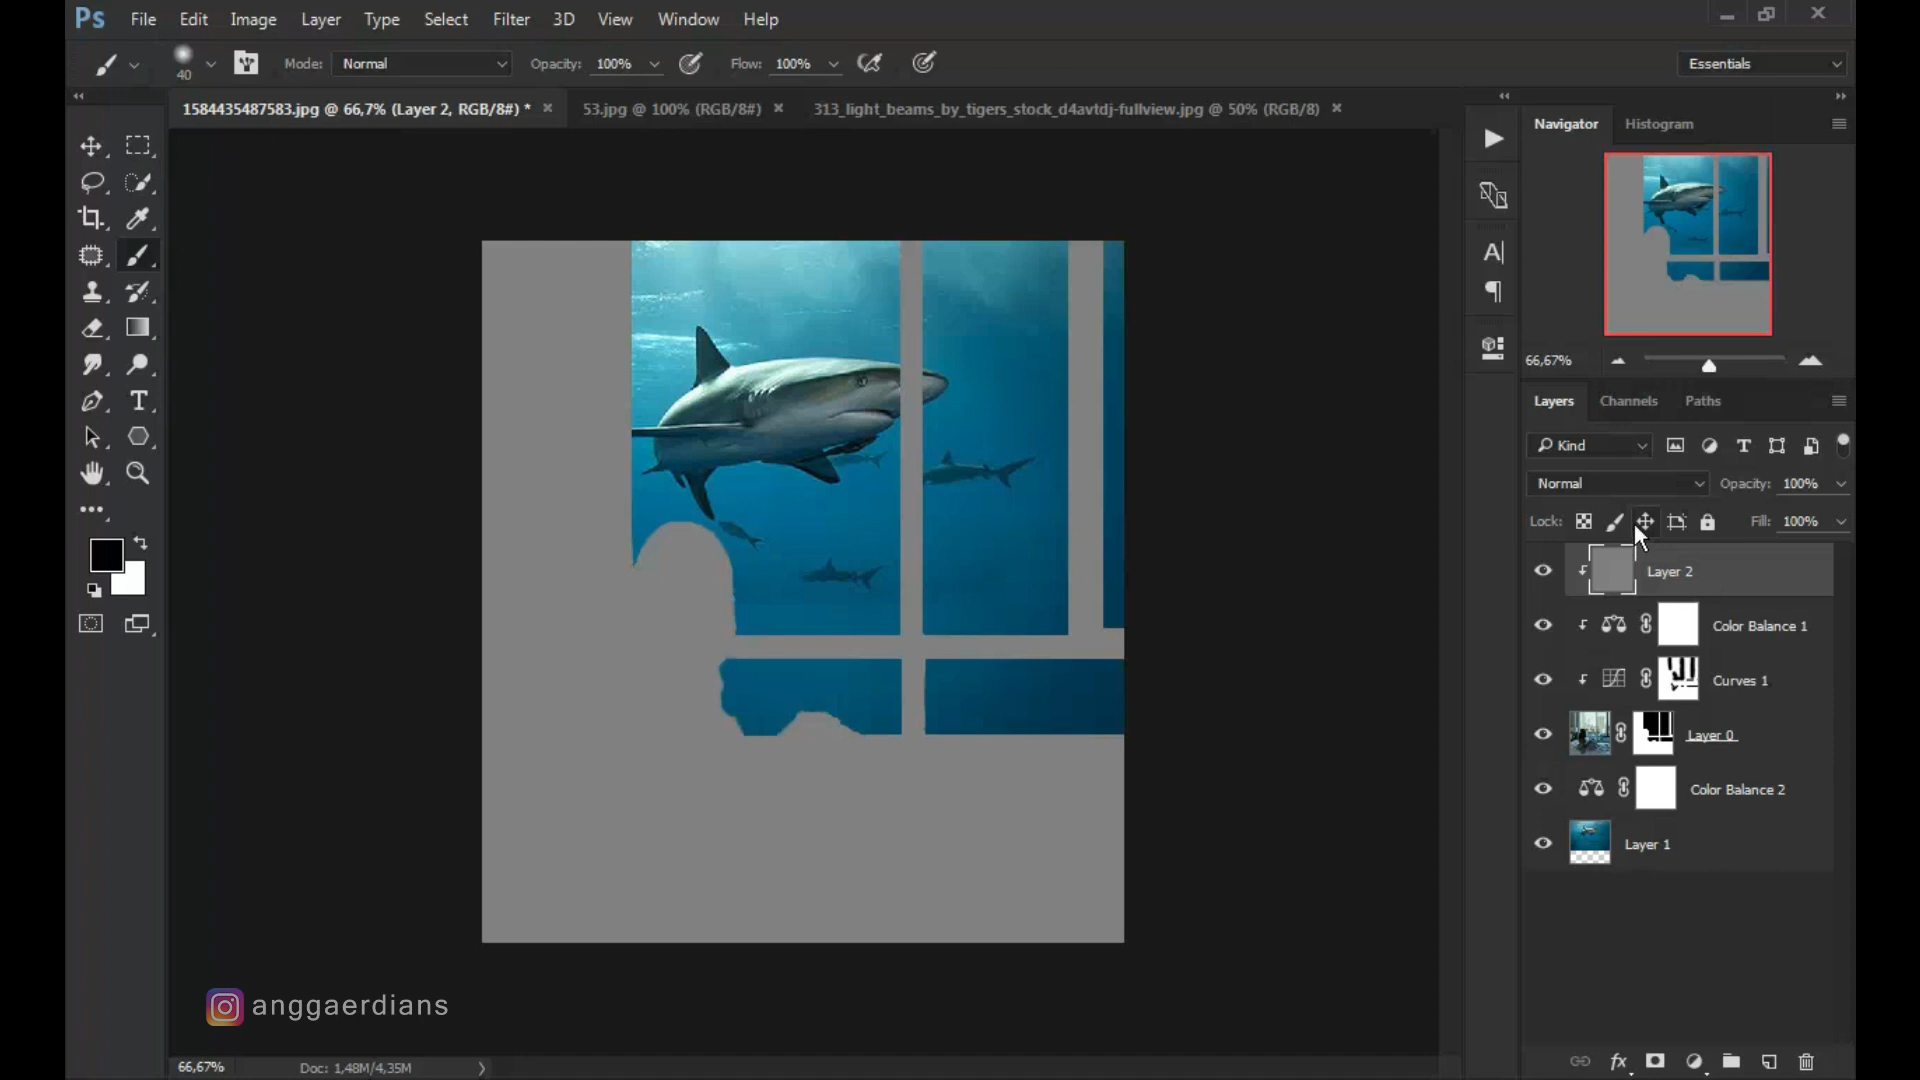 Ps File Edit Image Layer Type Select Filter 3D View Window Help
40 Mode: Normal Opacity: 100% Flow: 100% Essentials
1584435487583.jpg @ 66,7% (Layer 2, RGB/8#) * 53.jpg @ 100% (RGB/8#) 313_light_beams_by_tigers_stock_d4avtdj-fullview.jpg @ 50% (RGB/8)
Navigator Histogram
66,67%
Layers Channels Paths
Kind
Normal Opacity: 100%
Lock: Fill: 100%
Layer 2
Color Balance 1
Curves 1
Layer 0
Color Balance 2
Layer 1
anggaerdians
66,67% Doc: 1,48M/4,35M
fx